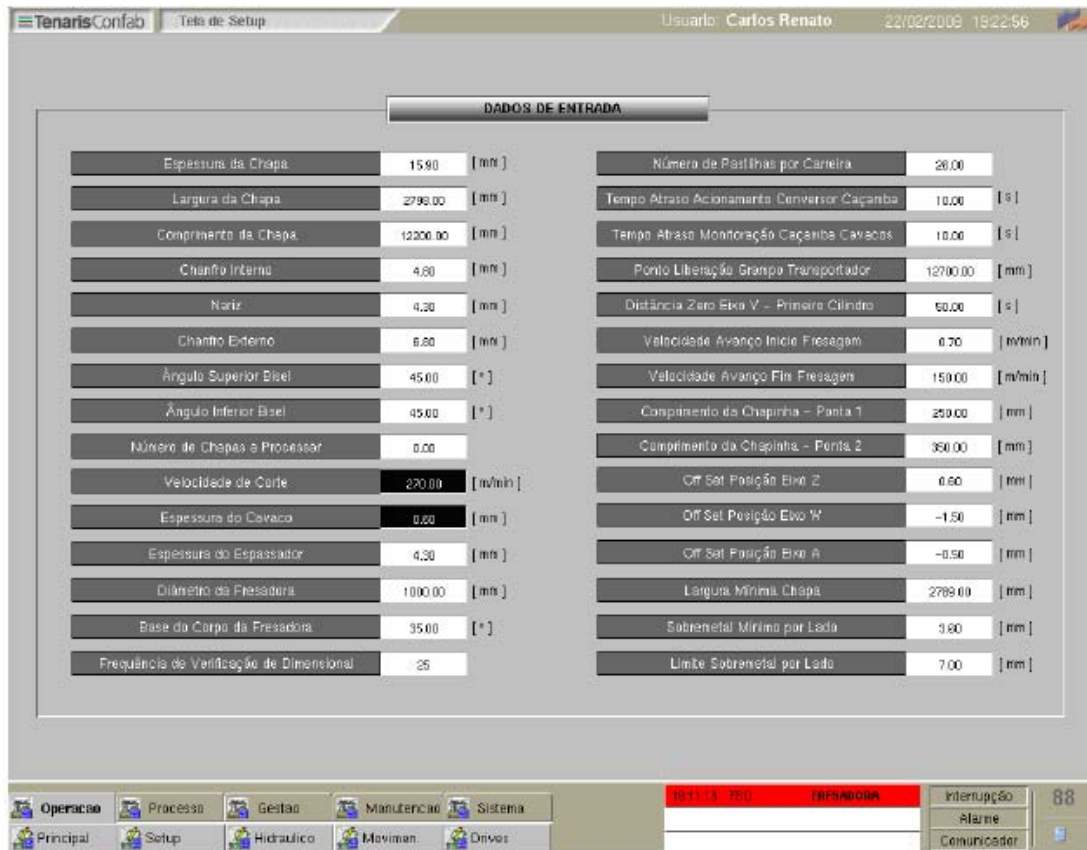 TenarisConfab Tela de Setup Usuario: Carlos Renato 22/02/2009 19:22:56
DADOS DE ENTRADA
Espessura da Chapa 15.90 [ mm ]
Largura da Chapa 2798.00 [ mm ]
Comprimento da Chapa 12200.00 [ mm ]
Chanfro Interno 4.80 [ mm ]
Nariz 4.30 [ mm ]
Chanfro Externo 6.80 [ mm ]
Ângulo Superior Bisel 45.00 [ ° ]
Ângulo Inferior Bisel 45.00 [ ° ]
Número de Chapas a Processar 0.00
Velocidade de Corte 270.00 [ m/min ]
Espessura do Cavaco 0.60 [ mm ]
Espessura do Espassador 4.30 [ mm ]
Diâmetro da Fresadora 1000.00 [ mm ]
Base do Corpo da Fresadora 35.00 [ ° ]
Frequência de Verificação de Dimensional 25
Número de Pastilhas por Carreira 26.00
Tempo Atraso Acionamento Conversor Caçamba 10.00 [ s ]
Tempo Atraso Monitoração Caçamba Cavacos 10.00 [ s ]
Ponto Liberação Grampo Transportador 12700.00 [ mm ]
Distância Zero Eixo V - Primeiro Cilindro 50.00 [ s ]
Velocidade Avanço Inicio Fresagem 0.70 [ m/min ]
Velocidade Avanço Fim Fresagem 150.00 [ m/min ]
Comprimento da Chapinha - Ponta 1 250.00 [ mm ]
Comprimento da Chapinha - Ponta 2 350.00 [ mm ]
Off Set Posição Eixo Z 0.60 [ mm ]
Off Set Posição Eixo W -1.50 [ mm ]
Off Set Posição Eixo A -0.50 [ mm ]
Largura Mínima Chapa 2789.00 [ mm ]
Sobremetal Mínimo por Lado 3.80 [ mm ]
Limite Sobremetal por Lado 7.00 [ mm ]
Operacao Processo Gestao Manutencao Sistema
Principal Setup Hidraulico Movimen. Drives
FRESADORA
Interrupção
Alarme
Comunicador
88